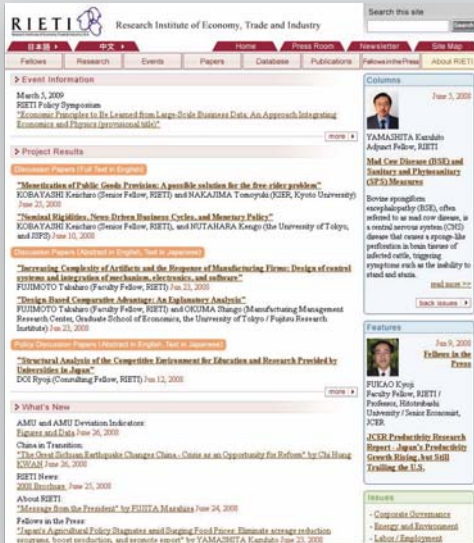 RIETI
Research Institute of Economy, Trade and Industry
Search this site
日本語
中文
Home
Press Room
Newsletter
Site Map
Fellows
Research
Events
Papers
Database
Publications
Fellows in the Press
About RIETI
Event Information
March 5, 2009
RIETI Policy Symposium
"Economic Principles to Be Learned from Large-Scale Business Data: An Approach Integrating
Economics and Physics (provisional title)"
more
Project Results
Discussion Papers (Full Text in English)
"Monetization of Public Goods Provision: A possible solution for the free-rider problem"
KOBAYASHI Keiichiro (Senior Fellow, RIETI) and NAKAJIMA Tomoyuki (KIER, Kyoto University)
June 25, 2008
"Nominal Rigidities, News-Driven Business Cycles, and Monetary Policy"
KOBAYASHI Keiichiro (Senior Fellow, RIETI), and NUTAHARA Kengo (the University of Tokyo,
and JSPS) June 10, 2008
Discussion Papers (Abstract in English, Text in Japanese)
"Increasing Complexity of Artifacts and the Response of Manufacturing Firms: Design of control
systems and integration of mechanism, electronics, and software"
FUJIMOTO Takahiro (Faculty Fellow, RIETI) Jun 23, 2008
"Design-Based Comparative Advantage: An Explanatory Analysis"
FUJIMOTO Takahiro (Faculty Fellow, RIETI) and OKUMA Shingo (Manufacturing Management
Research Center, Graduate School of Economics, the University of Tokyo / Fujitsu Research
Institute) Jun 23, 2008
Policy Discussion Papers (Abstract in English, Text in Japanese)
"Structural Analysis of the Competitive Environment for Education and Research Provided by
Universities in Japan"
DOI Ryoji (Consulting Fellow, RIETI) Jun 12, 2008
more
What's New
AMU and AMU Deviation Indicators:
Figures and Data June 26, 2008
China in Transition:
"The Great Sichuan Earthquake Changes China - Crisis as an Opportunity for Reform" by Chi Hung
KWAN June 26, 2008
RIETI News:
2008 Brochure June 25, 2008
About RIETI:
"Message from the President" by FUJITA Masahisa June 24, 2008
Fellows in the Press:
"Japan's Agricultural Policy Stagnates amid Surging Food Prices: Eliminate acreage reduction
programs, boost production, and promote export" by YAMASHITA Kazuhito June 23, 2008
Columns
June 3, 2008
YAMASHITA Kazuhito
Adjunct Fellow, RIETI
Mad Cow Disease (BSE) and
Sanitary and Phytosanitary
(SPS) Measures
Bovine spongiform
encephalopathy (BSE), often
referred to as mad cow disease, is
a central nervous system (CNS)
disease that causes a sponge-like
perforation in brain tissues of
infected cattle, triggering
symptoms such as the inability to
stand and ataxia.
read more >>
back issues
Features
Jun 9, 2008
Fellows in the
Press
FUKAO Kyoji
Faculty Fellow, RIETI /
Professor, Hitotsubashi
University / Senior Economist,
JCER
JCER Productivity Research
Report - Japan's Productivity
Growth Rising, but Still
Trailing the U.S.
Issues
- Corporate Governance
- Energy and Environment
- Labor / Employment